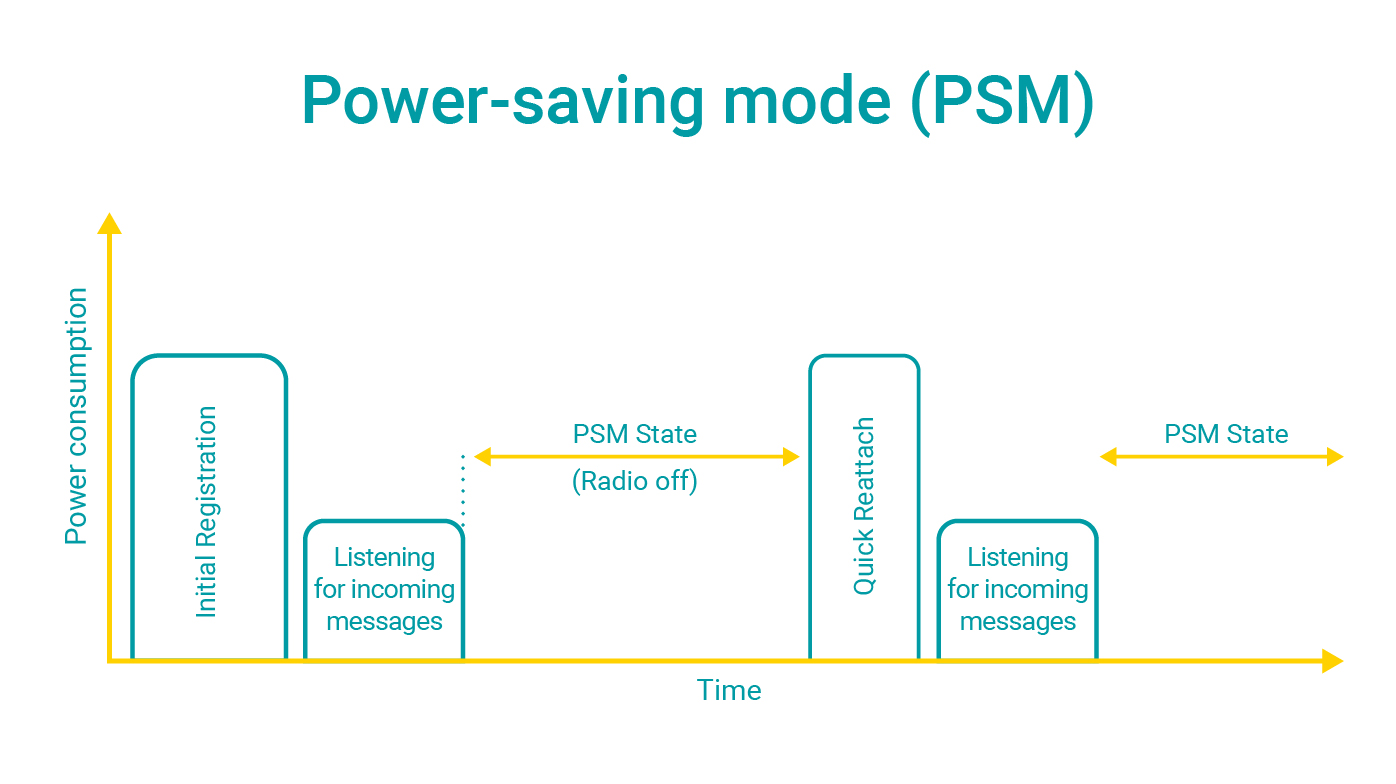 Power-saving mode (PSM)
Power consumption
Initial Registration
Listening
for incoming
messages
PSM State
(Radio off)
Quick Reattach
Listening
for incoming
messages
PSM State
Time